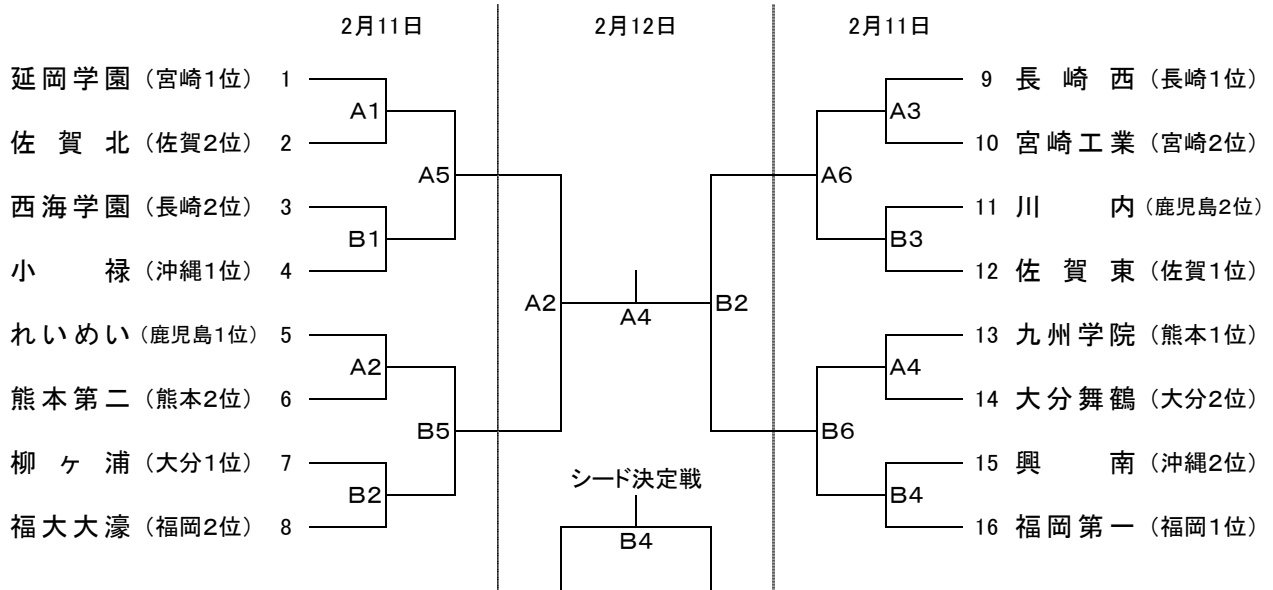 2月11日 2月12日 2月11日
延岡学園（宮崎1位） 1 9 長崎西（長崎1位）
A1 A3
佐賀北（佐賀2位） 2 10 宮崎工業（宮崎2位）
A5 A6
西海学園（長崎2位） 3 11 川内（鹿児島2位）
B1 B3
小禄（沖縄1位） 4 12 佐賀東（佐賀1位）
A2 A4 B2
れいめい（鹿児島1位） 5 13 九州学院（熊本1位）
A2 A4
熊本第二（熊本2位） 6 14 大分舞鶴（大分2位）
B5 B6
柳ヶ浦（大分1位） 7 シード決定戦 15 興南（沖縄2位）
B2 B4
福大大濠（福岡2位） 8 B4 16 福岡第一（福岡1位）